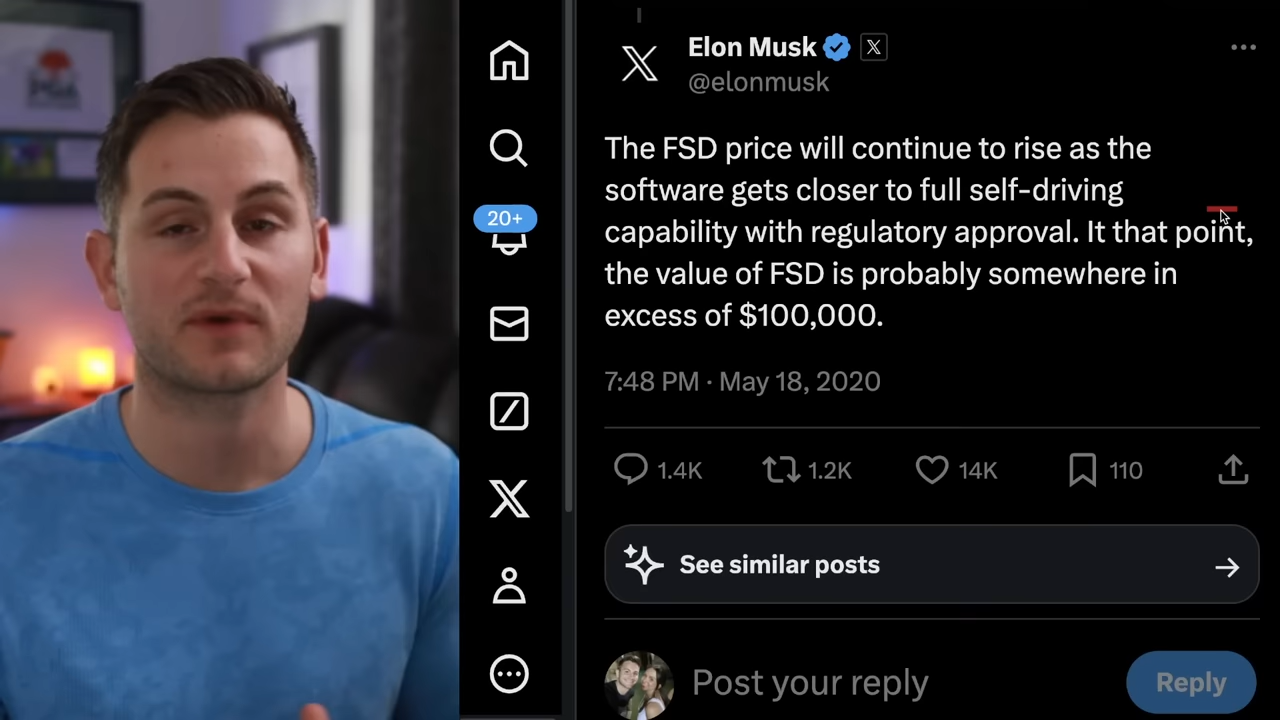 PGA
20+
Elon Musk
@elonmusk
The FSD price will continue to rise as the
software gets closer to full self-driving
capability with regulatory approval. It that point,
the value of FSD is probably somewhere in
excess of $100,000.
7:48 PM · May 18, 2020
1.4K 1.2K 14K 110
See similar posts
Post your reply
Reply